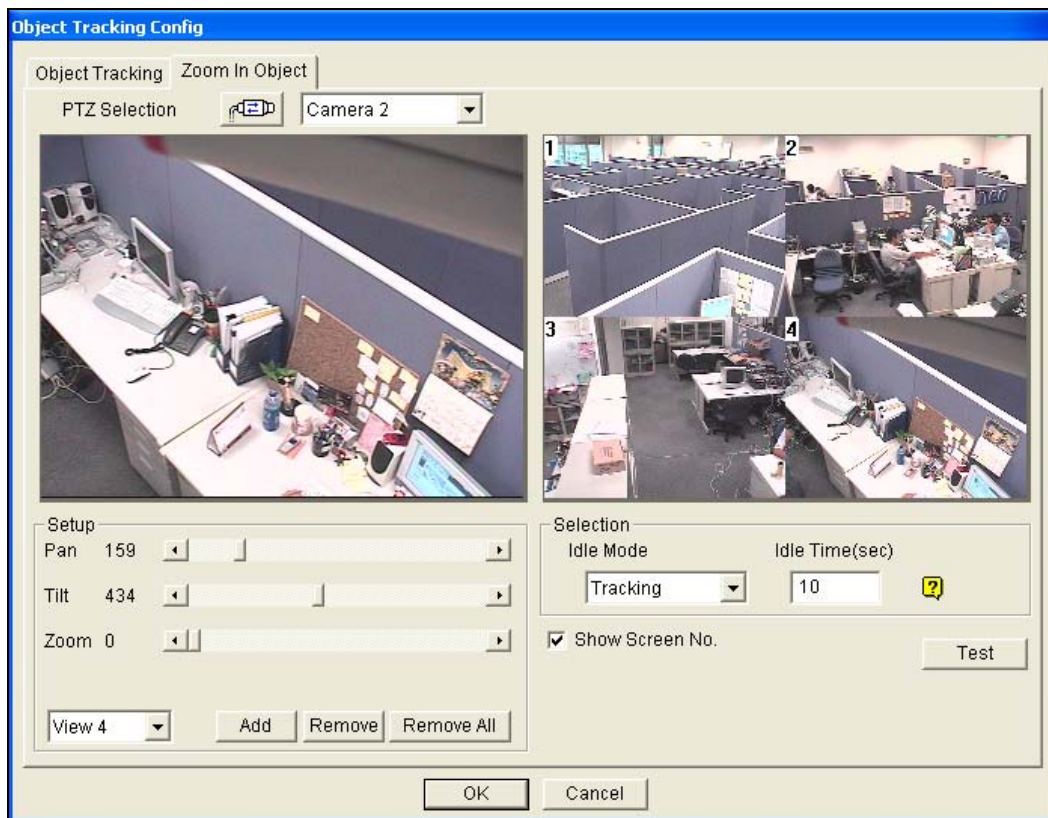 Object Tracking Config
Object Tracking
Zoom In Object
PTZ Selection
Camera 2
1
2
3
4
Setup
Pan 159
Tilt 434
Zoom 0
View 4
Add
Remove
Remove All
Selection
Idle Mode
Idle Time(sec)
Tracking
10
?
Show Screen No.
Test
OK
Cancel